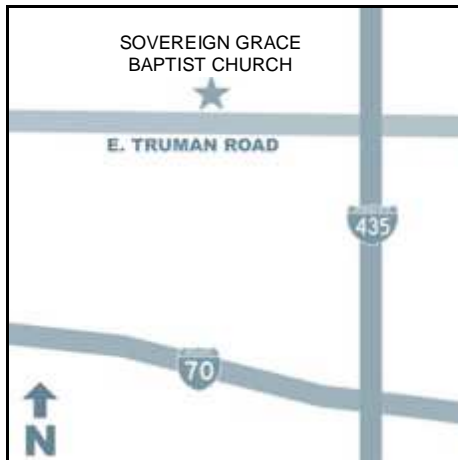 SOVEREIGN GRACE
BAPTIST CHURCH
E. TRUMAN ROAD
435
70
N